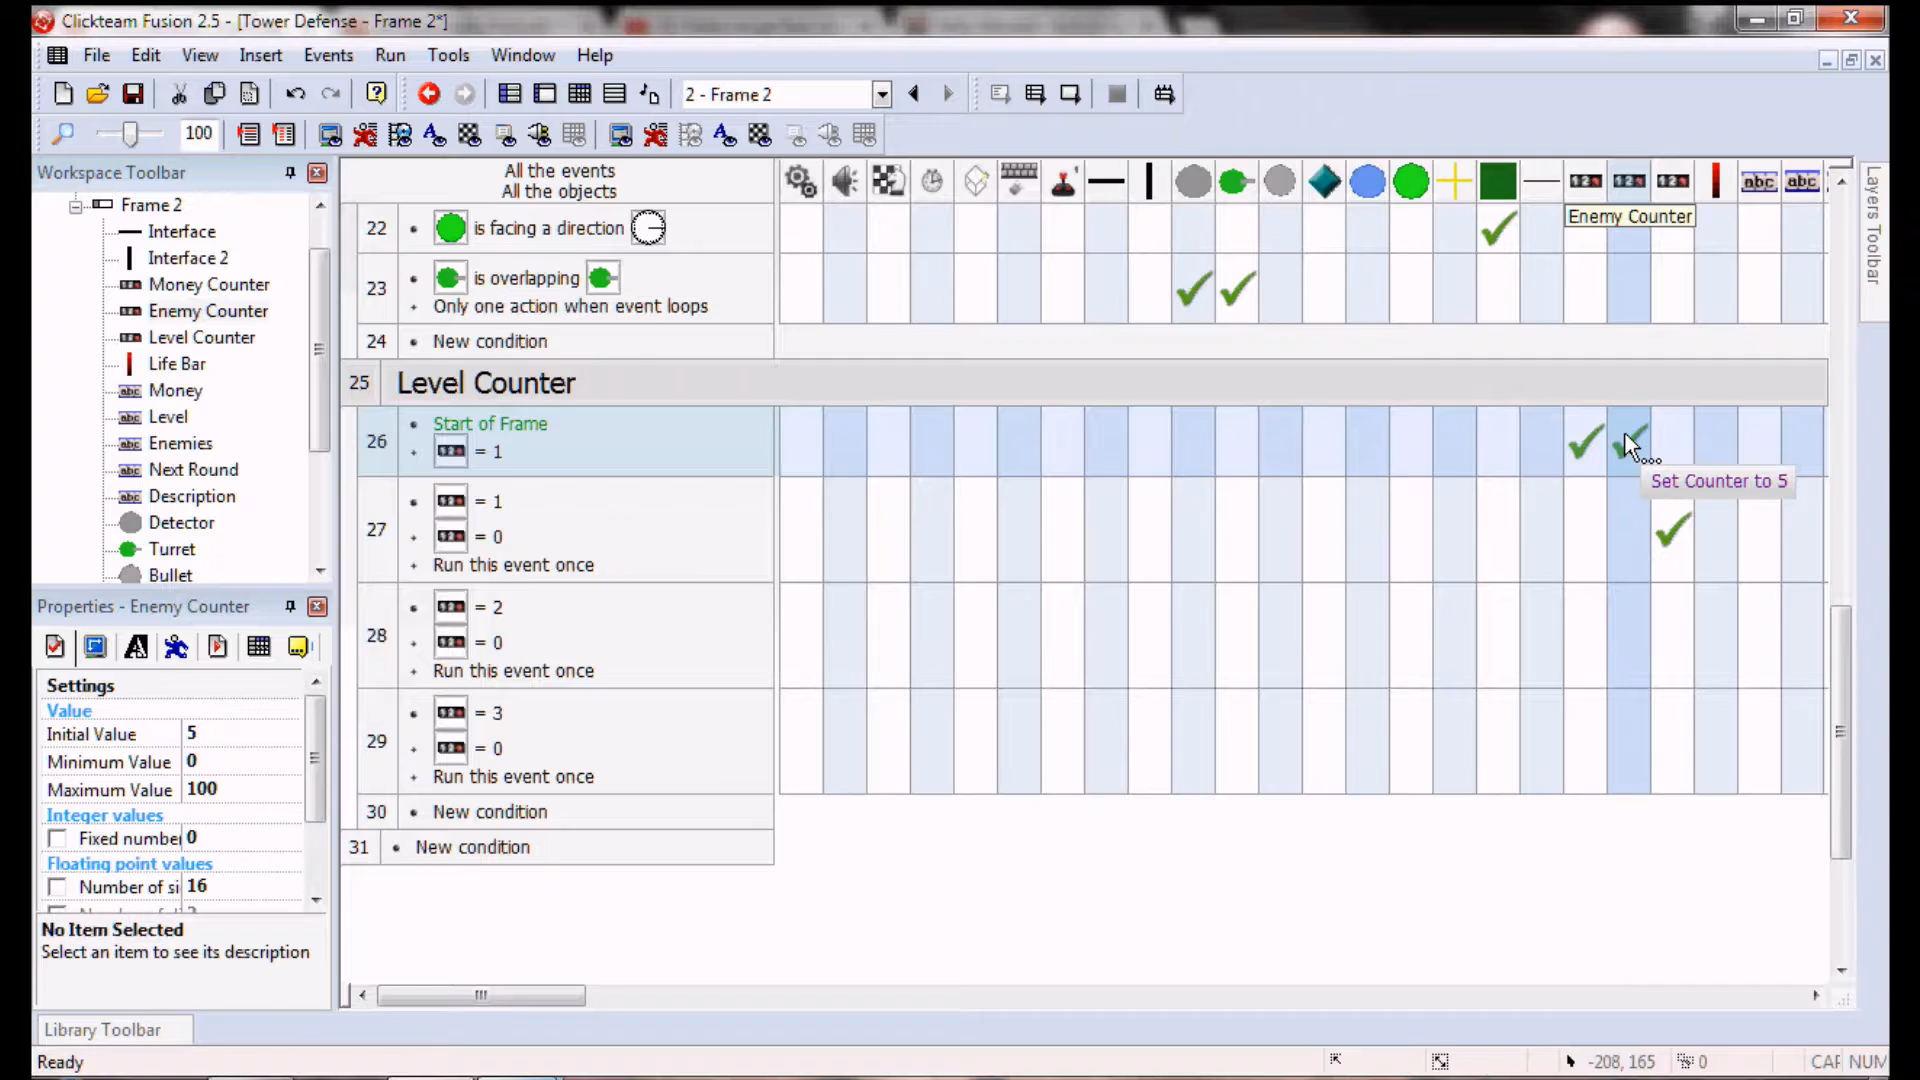 Clickteam Fusion 2.5 - [Tower Defense - Frame 2*]
File Edit View Insert Events Run Tools Window Help
2 - Frame 2
100
Workspace Toolbar
Frame 2
Interface
Interface 2
Money Counter
Enemy Counter
Level Counter
Life Bar
Money
Level
Enemies
Next Round
Description
Detector
Turret
Bullet
Properties - Enemy Counter
Settings
Value
Initial Value 5
Minimum Value 0
Maximum Value 100
Integer values
Fixed number 0
Floating point values
Number of si 16
No Item Selected
Select an item to see its description
Library Toolbar
Ready
All the events
All the objects
abc abc
Enemy Counter
22 • is facing a direction
23 • is overlapping
+ Only one action when event loops
24 • New condition
25 Level Counter
26 • Start of Frame
+ = 1
27 • = 1
+ = 0
+ Run this event once
28 • = 2
+ = 0
+ Run this event once
29 • = 3
+ = 0
+ Run this event once
30 • New condition
31 • New condition
Set Counter to 5
Layers Toolbar
-208, 165 0 CAP NUM